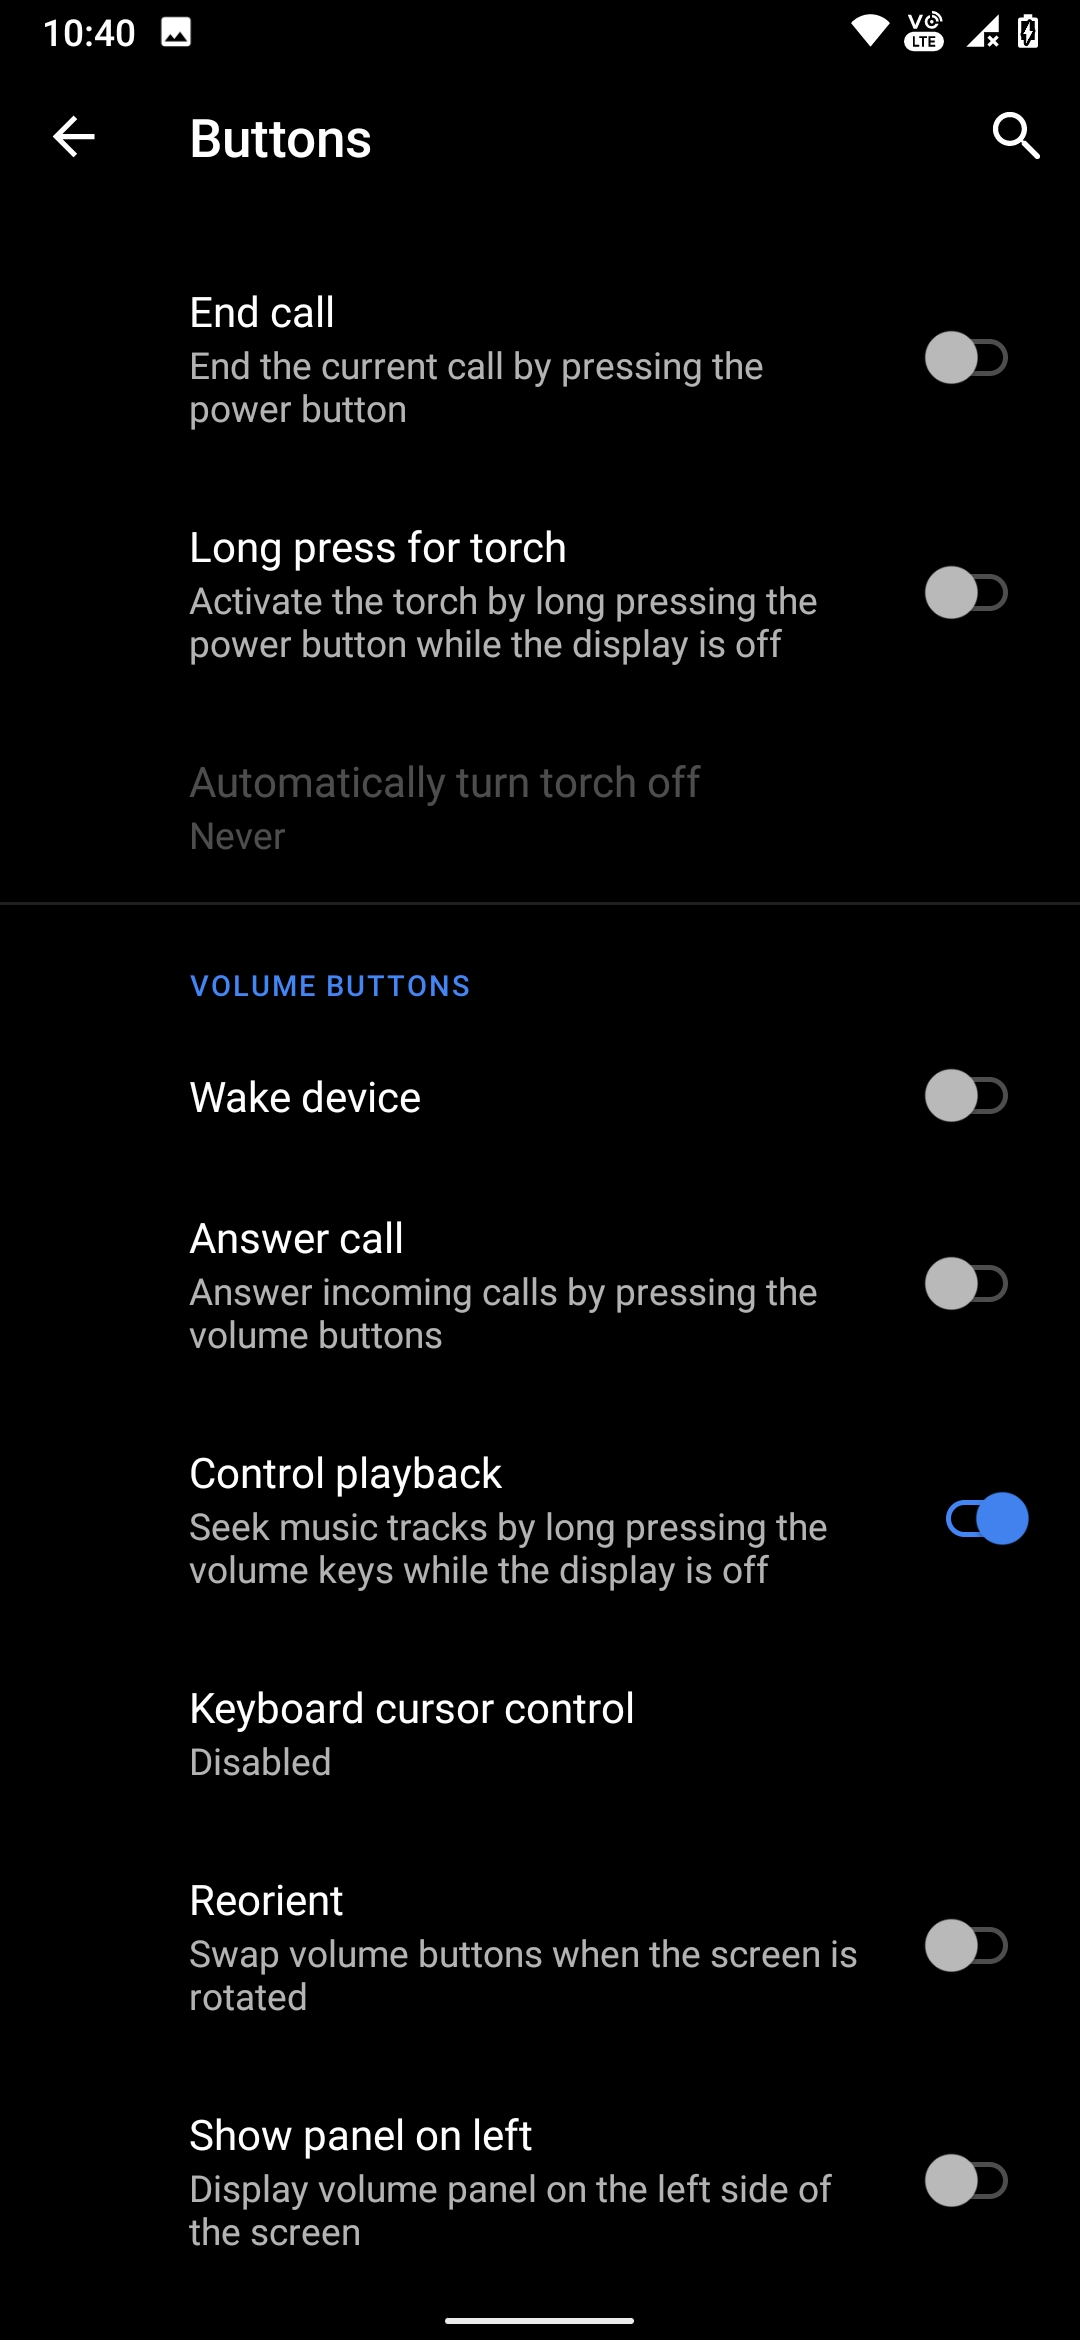 10:40
Vo LTE
Buttons
End call
End the current call by pressing the
power button
Long press for torch
Activate the torch by long pressing the
power button while the display is off
Automatically turn torch off
Never
VOLUME BUTTONS
Wake device
Answer call
Answer incoming calls by pressing the
volume buttons
Control playback
Seek music tracks by long pressing the
volume keys while the display is off
Keyboard cursor control
Disabled
Reorient
Swap volume buttons when the screen is
rotated
Show panel on left
Display volume panel on the left side of
the screen